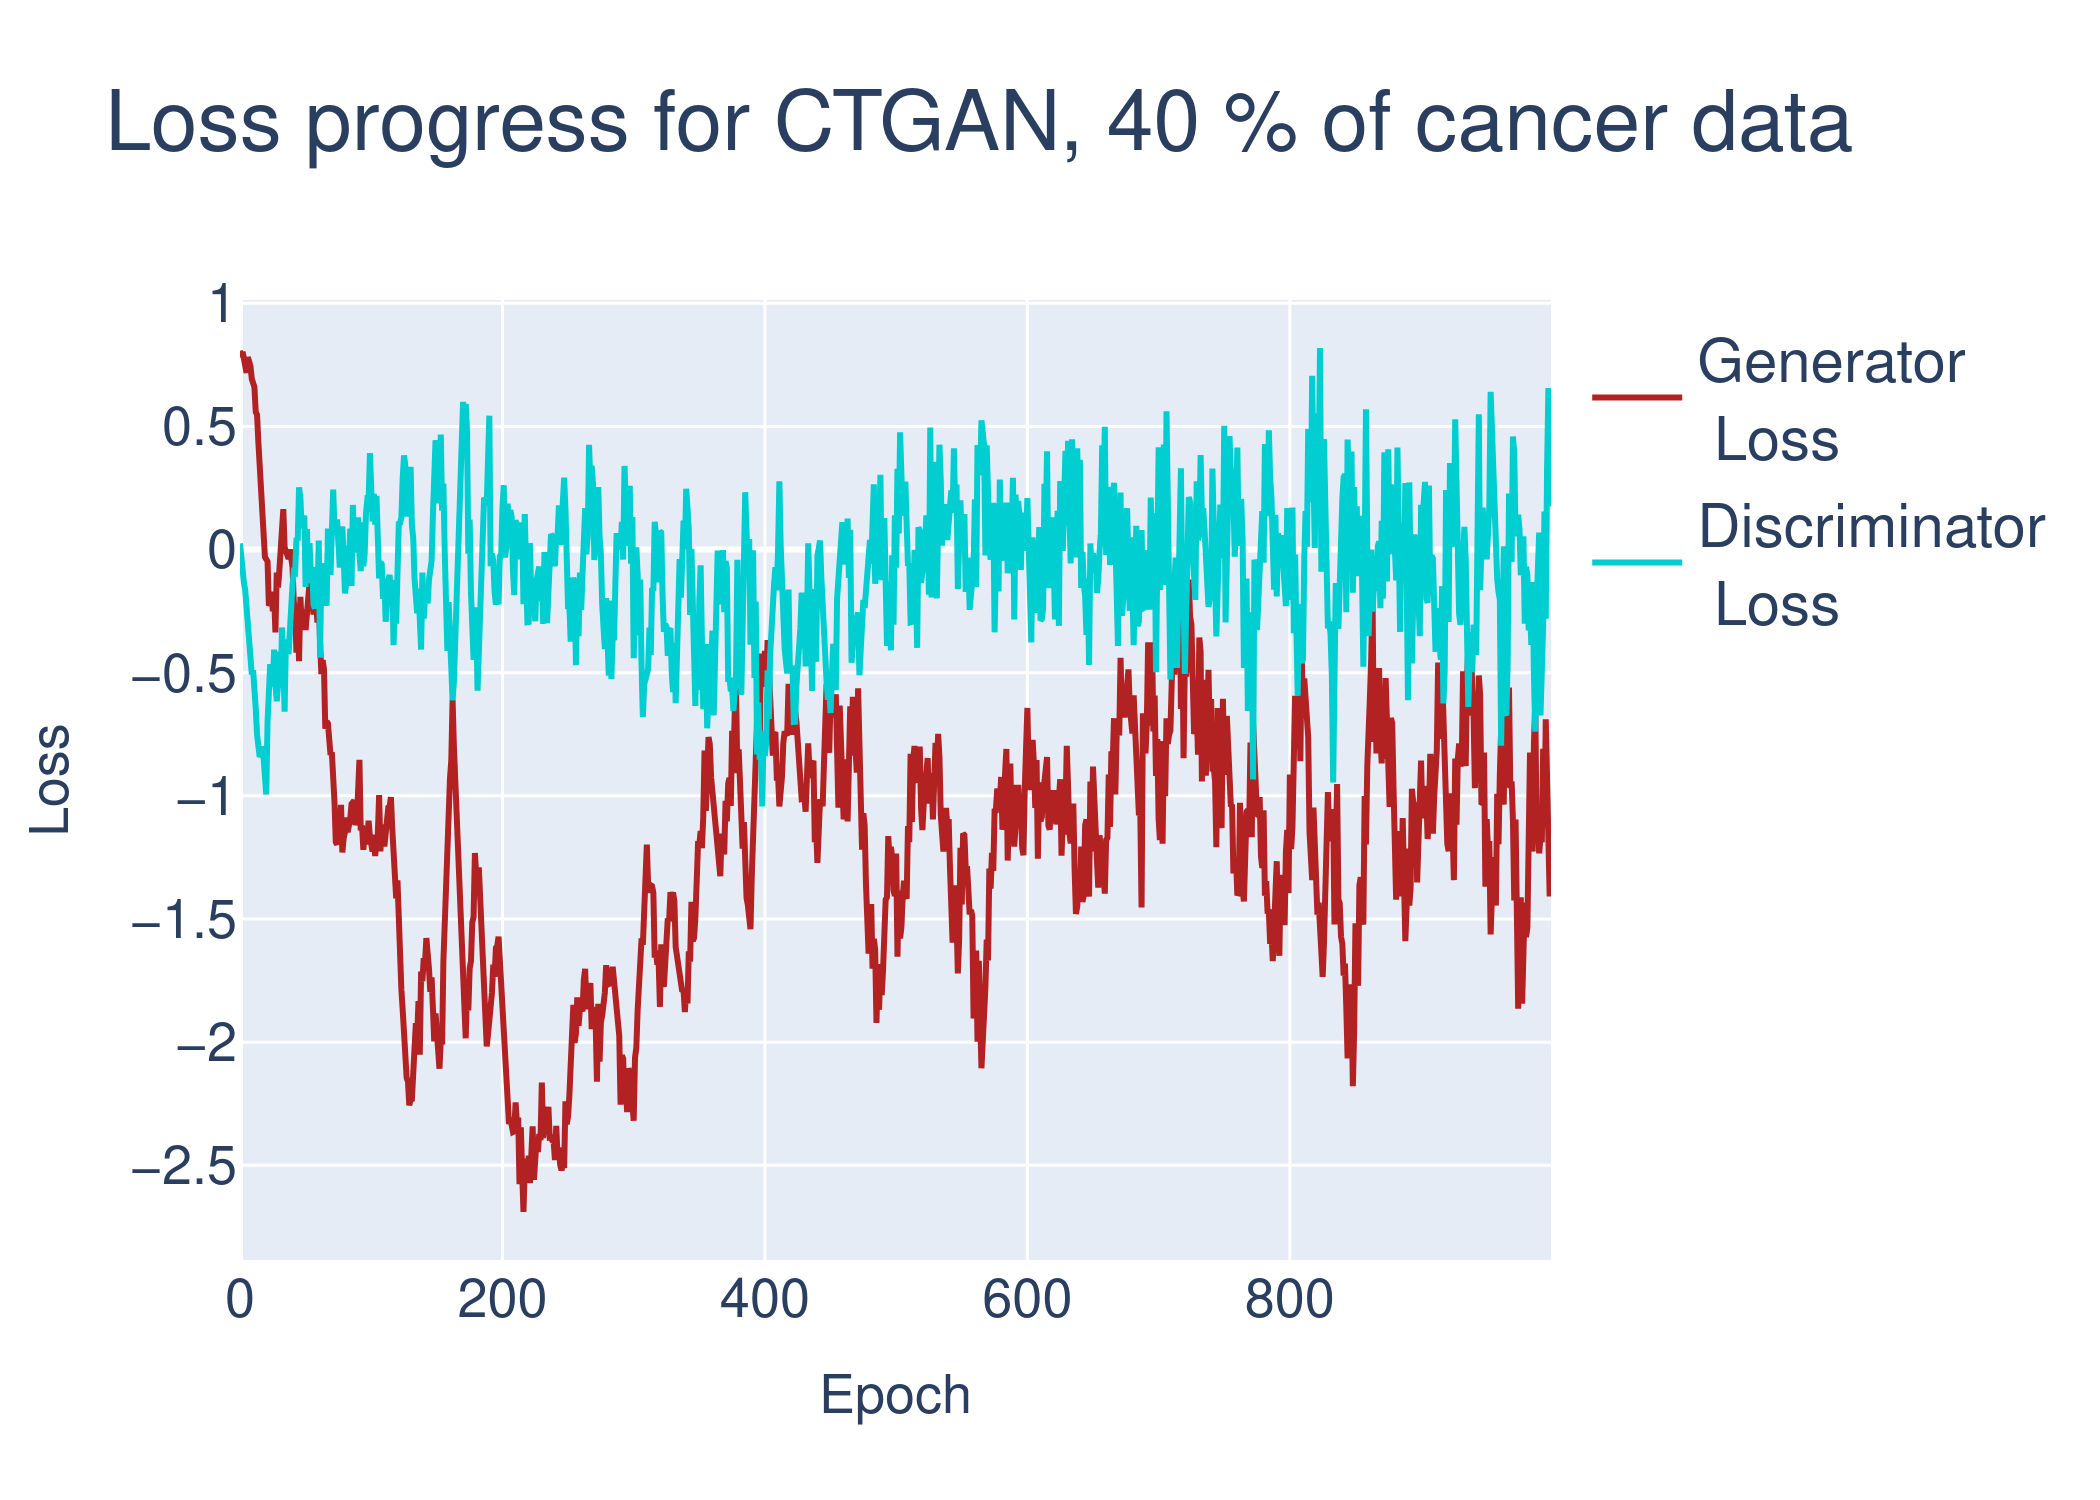 Loss progress for CTGAN, 40 % of cancer data
1
0.5
0
−0.5
−1
−1.5
−2
−2.5
Loss
0
200
400
600
800
Epoch
Generator
Loss
Discriminator
Loss